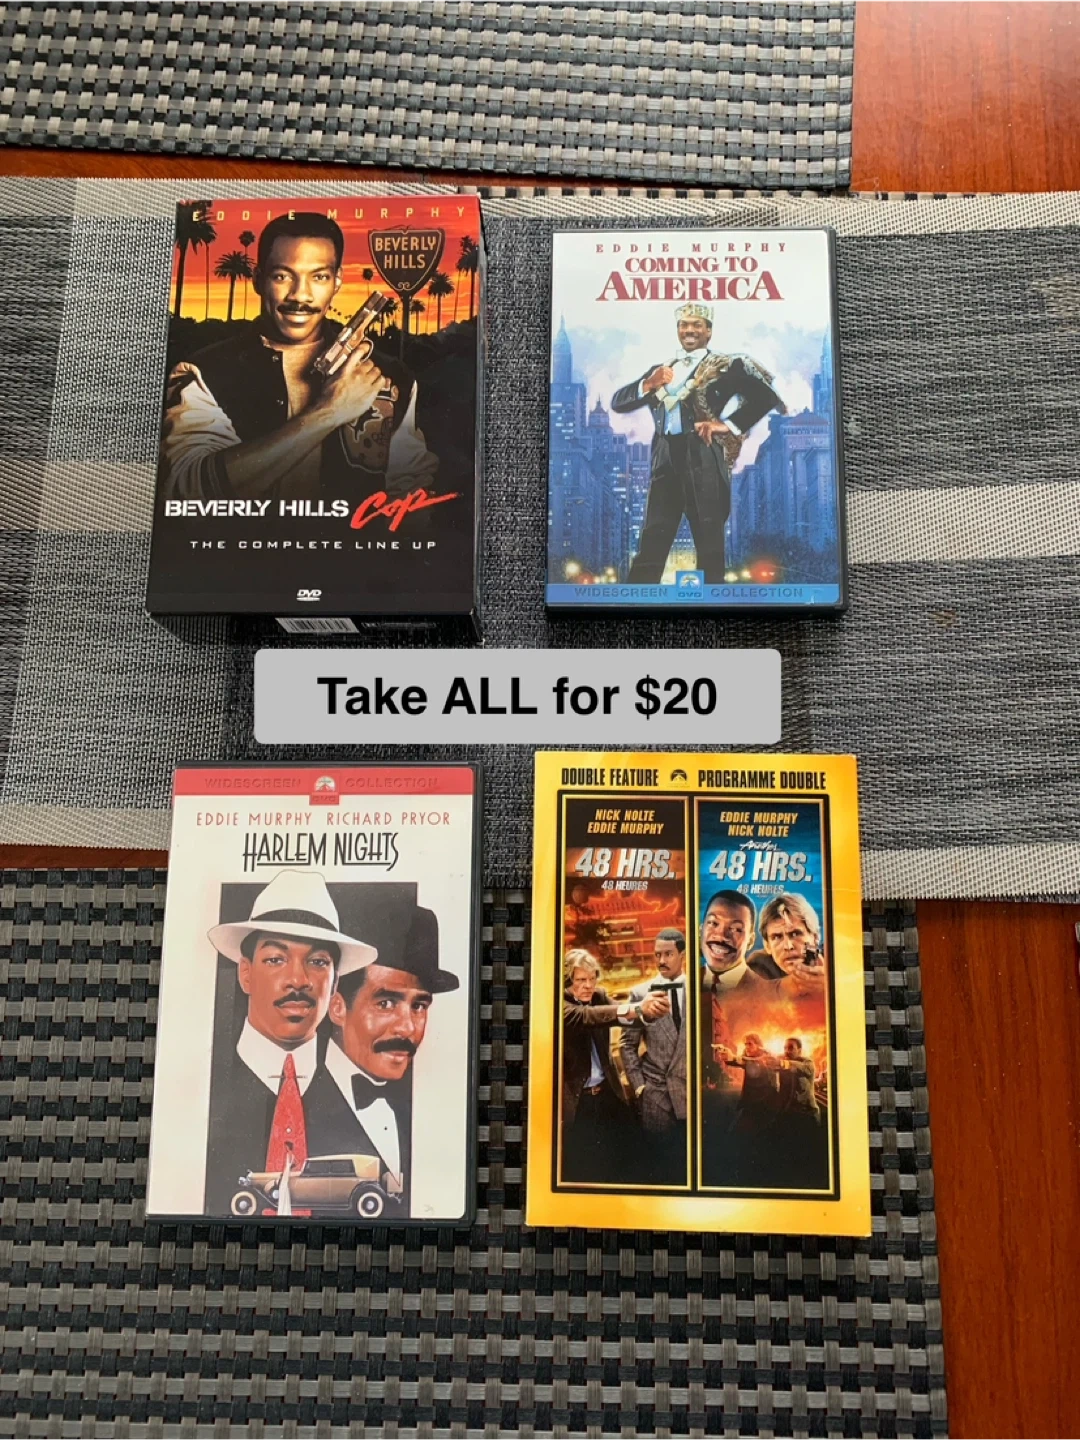 EDDIE MURPHY
BEVERLY
HILLS
BEVERLY HILLS Cop
THE COMPLETE LINE UP
DVD
EDDIE MURPHY
COMING TO
AMERICA
WIDESCREEN DVD COLLECTION
Take ALL for $20
WIDESCREEN COLLECTION
DVD
EDDIE MURPHY RICHARD PRYOR
HARLEM NIGHTS
DOUBLE FEATURE PROGRAMME DOUBLE
NICK NOLTE
EDDIE MURPHY
48 HRS.
48 HEURES
EDDIE MURPHY
NICK NOLTE
Another
48 HRS.
48 HEURES